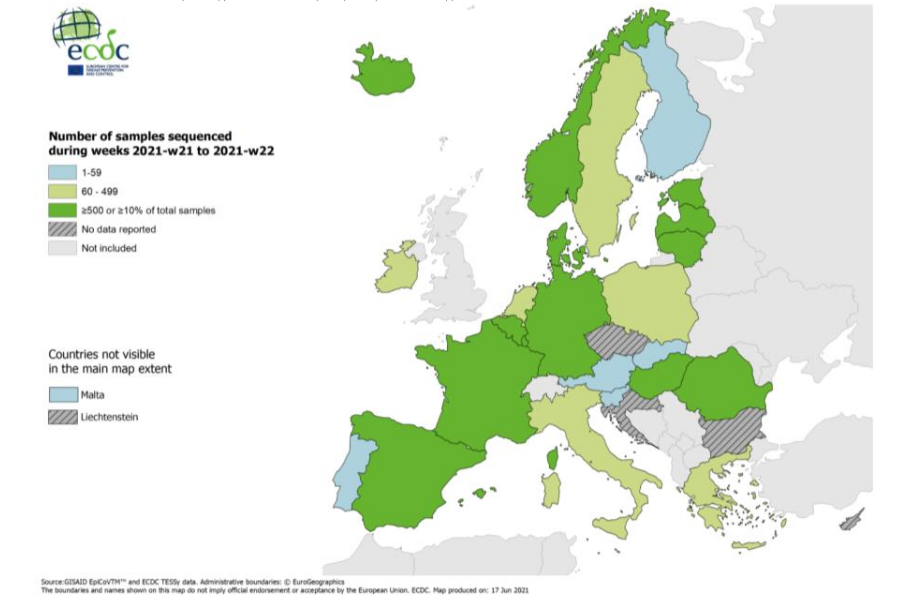 ecdc
EUROPEAN CENTRE FOR
DISEASE PREVENTION
AND CONTROL
Number of samples sequenced
during weeks 2021-w21 to 2021-w22
1-59
60 - 499
≥500 or ≥10% of total samples
No data reported
Not included
Countries not visible
in the main map extent
Malta
Liechtenstein
Source:GISAID EpiCoVTM™ and ECDC TESSy data. Administrative boundaries: © EuroGeographics
The boundaries and names shown on this map do not imply official endorsement or acceptance by the European Union. ECDC. Map produced on: 17 Jun 2021